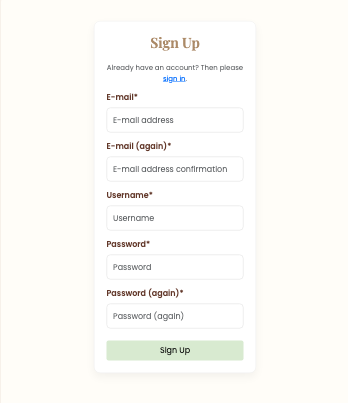 Sign Up
Already have an account? Then please
sign in.
E-mail*
E-mail address
E-mail (again)*
E-mail address confirmation
Username*
Username
Password*
Password
Password (again)*
Password (again)
Sign Up